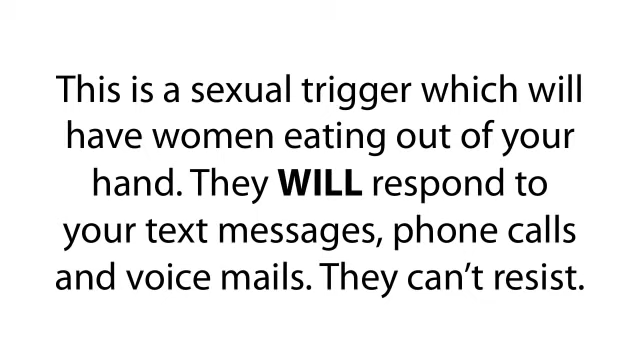 This is a sexual trigger which will
have women eating out of your
hand. They WILL respond to
your text messages, phone calls
and voice mails. They can’t resist.